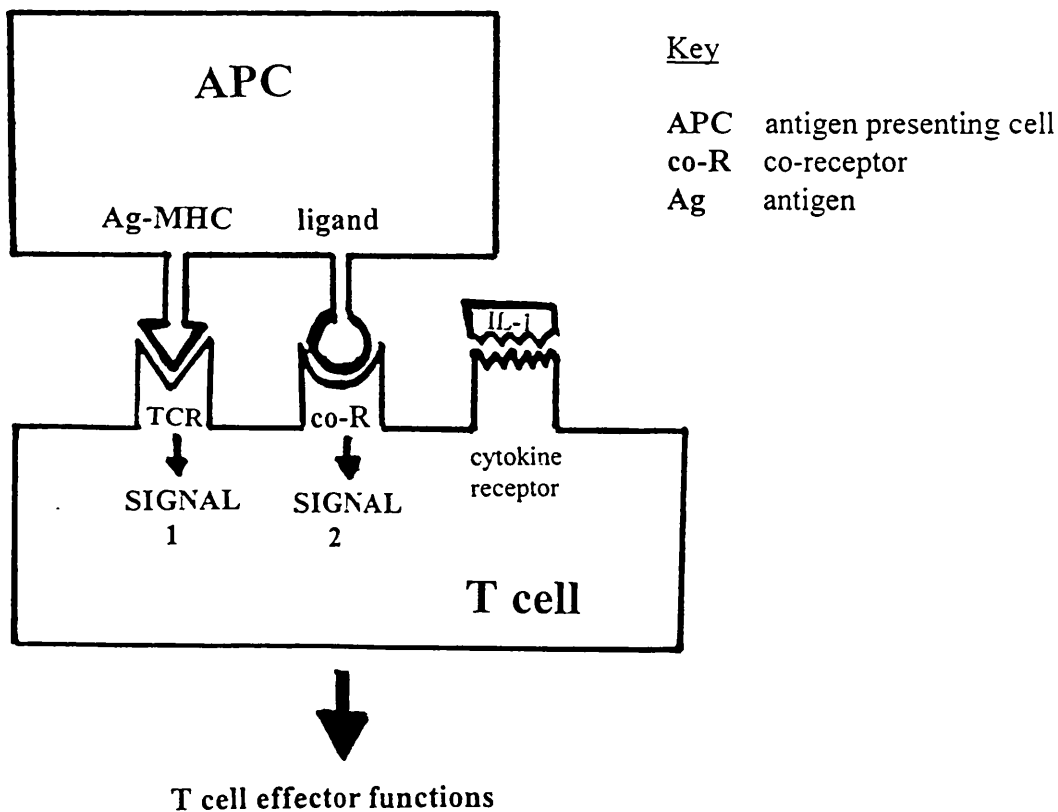 APC
Ag-MHC ligand
IL-1
TCR co-R
SIGNAL 1
SIGNAL 2
cytokine
receptor
T cell
T cell effector functions
Key
APC antigen presenting cell
co-R co-receptor
Ag antigen